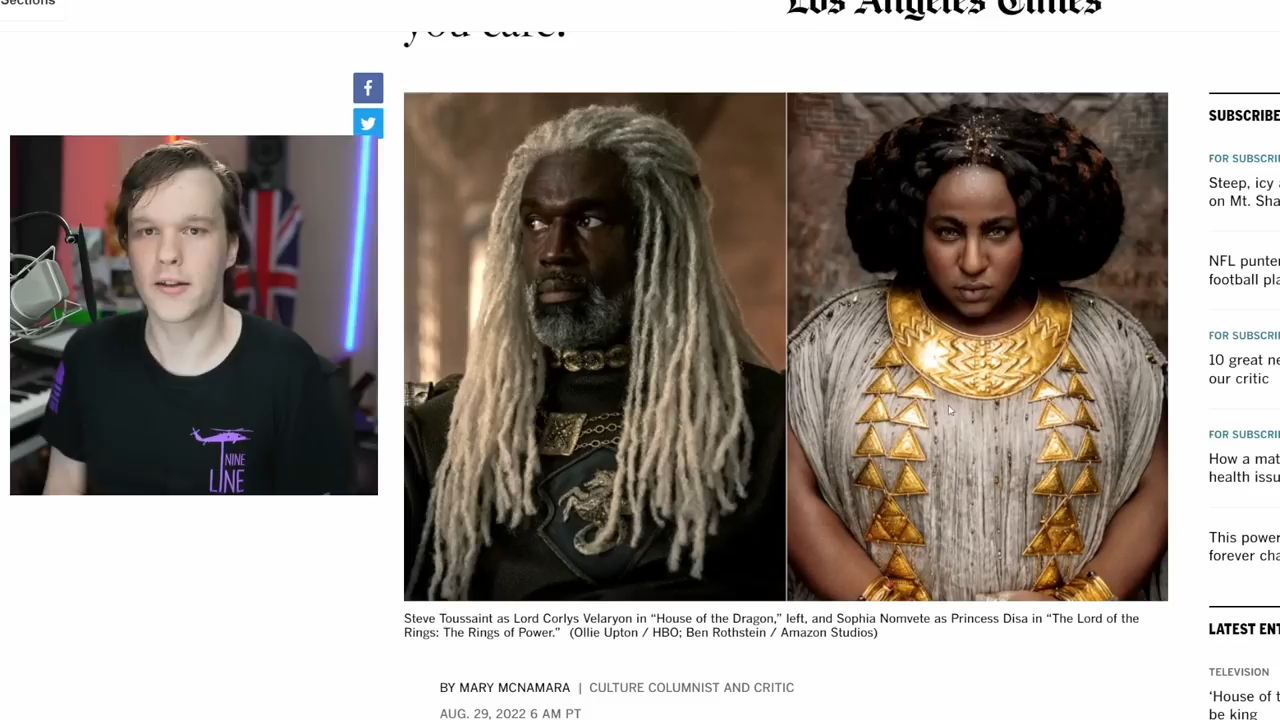 Sections
Los Angeles Times
you care.
f
SUBSCRIBE
FOR SUBSCRI
Steep, icy a
on Mt. Sha
NFL punter
football pla
FOR SUBSCRI
10 great ne
our critic
FOR SUBSCRI
How a mat
health issu
This power
forever cha
NINE
LINE
Steve Toussaint as Lord Corlys Velaryon in “House of the Dragon,” left, and Sophia Nomvete as Princess Disa in “The Lord of the
Rings: The Rings of Power.” (Ollie Upton / HBO; Ben Rothstein / Amazon Studios)
BY MARY MCNAMARA | CULTURE COLUMNIST AND CRITIC
AUG. 29, 2022 6 AM PT
LATEST ENT
TELEVISION
‘House of t
be king